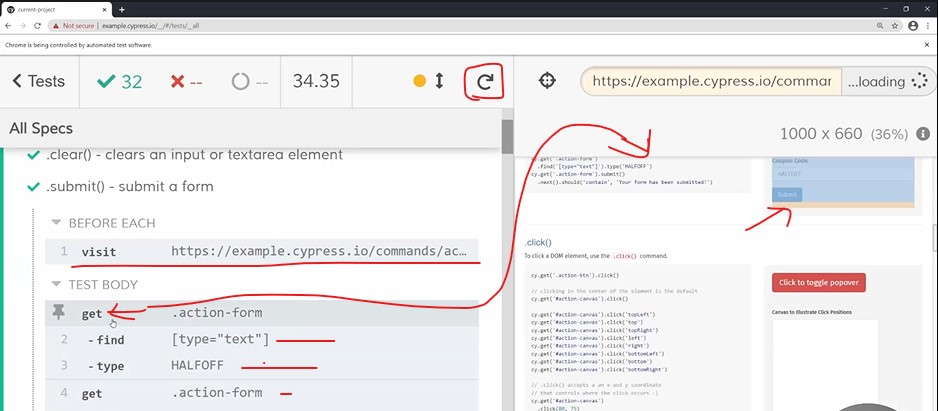 current-project
Not secure | example.cypress.io/__/#/tests/__all
Chrome is being controlled by automated test software.
< Tests
32
--
--
34.35
https://example.cypress.io/commar
...loading
All Specs
1000 x 660 (36%)
.clear() - clears an input or textarea element
.submit() - submit a form
BEFORE EACH
1 visit https://example.cypress.io/commands/ac...
TEST BODY
get .action-form
2 - find [type="text"]
3 - type HALFOFF
4 get .action-form
cy.get('.action-form')
.find('[type="text"]').type('HALFOFF')
cy.get('.action-form').submit()
.next().should('contain', 'Your form has been submitted!')
Coupon Code
HALFOFF
Submit
.click()
To click a DOM element, use the .click() command.
cy.get('.action-btn').click()
// clicking in the center of the element is the default
cy.get('#action-canvas').click()
cy.get('#action-canvas').click('topLeft')
cy.get('#action-canvas').click('top')
cy.get('#action-canvas').click('topRight')
cy.get('#action-canvas').click('left')
cy.get('#action-canvas').click('right')
cy.get('#action-canvas').click('bottomLeft')
cy.get('#action-canvas').click('bottom')
cy.get('#action-canvas').click('bottomRight')
// .click() accepts a an x and y coordinate
// that controls where the click occurs :)
cy.get('#action-canvas')
.click(80, 75)
Click to toggle popover
Canvas to Illustrate Click Positions